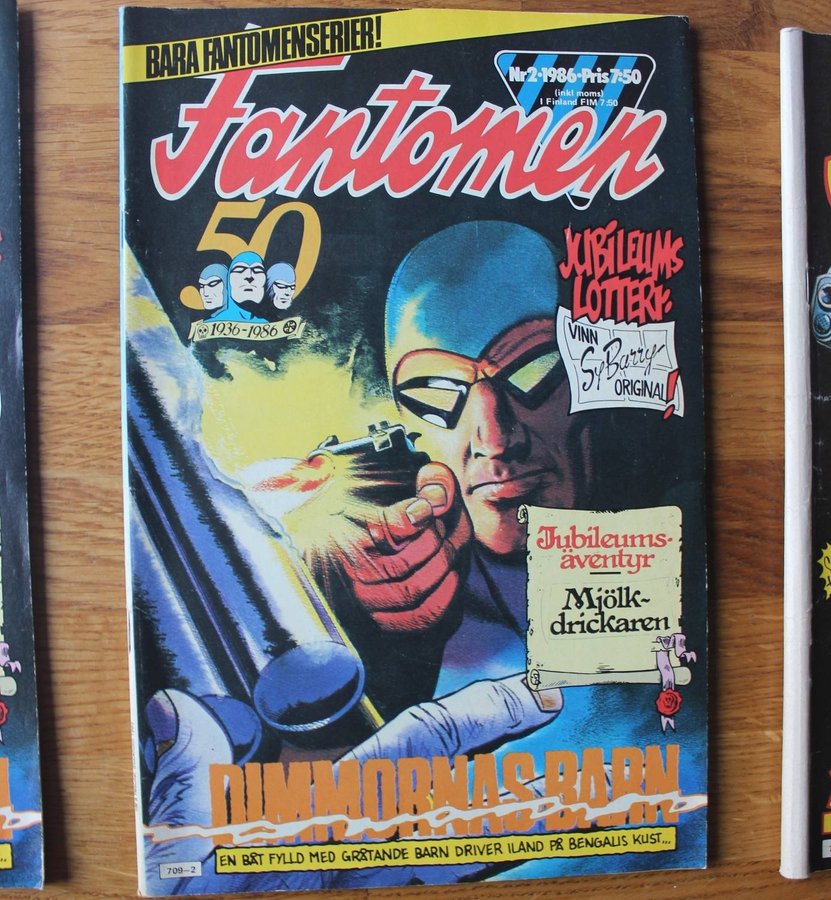 BARA FANTOMENSERIER!
Nr 2·1986·Pris 7:50
(inkl moms)
I Finland FIM 7:50
Fantomen
50
1936-1986
JUBILEUMS
LOTTERI:
VINN
Sy Barry
ORIGINAL!
Jubileums-
äventyr
Mjölk-
drickaren
DIMMORNAS BARN
EN BÅT FYLLD MED GRÅTANDE BARN DRIVER ILAND PÅ BENGALIS KUST...
709-2